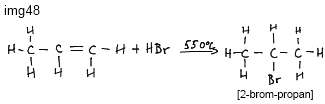 img48
H H H H
H-C-C=C-H + HBr 550% H-C-C-C-H
H H H H Br H
[2-brom-propan]